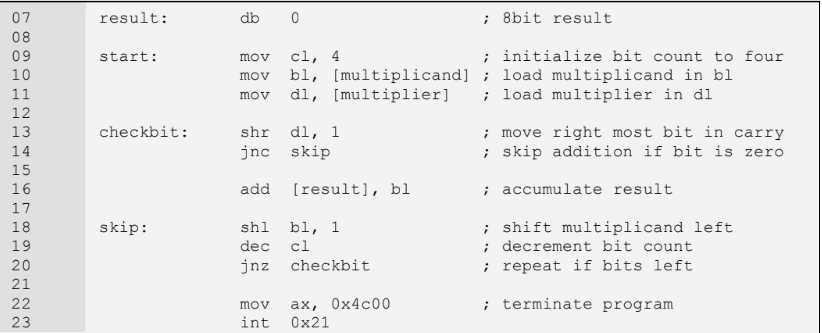 07 result: db 0 ; 8bit result
08
09 start: mov cl, 4 ; initialize bit count to four
10 mov bl, [multiplicand] ; load multiplicand in bl
11 mov dl, [multiplier] ; load multiplier in dl
12
13 checkbit: shr dl, 1 ; move right most bit in carry
14 jnc skip ; skip addition if bit is zero
15
16 add [result], bl ; accumulate result
17
18 skip: shl bl, 1 ; shift multiplicand left
19 dec cl ; decrement bit count
20 jnz checkbit ; repeat if bits left
21
22 mov ax, 0x4c00 ; terminate program
23 int 0x21